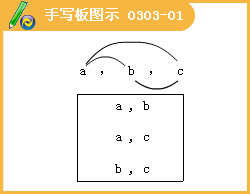 手写板图示 0303-01
a , b , c
a , b
a , c
b , c